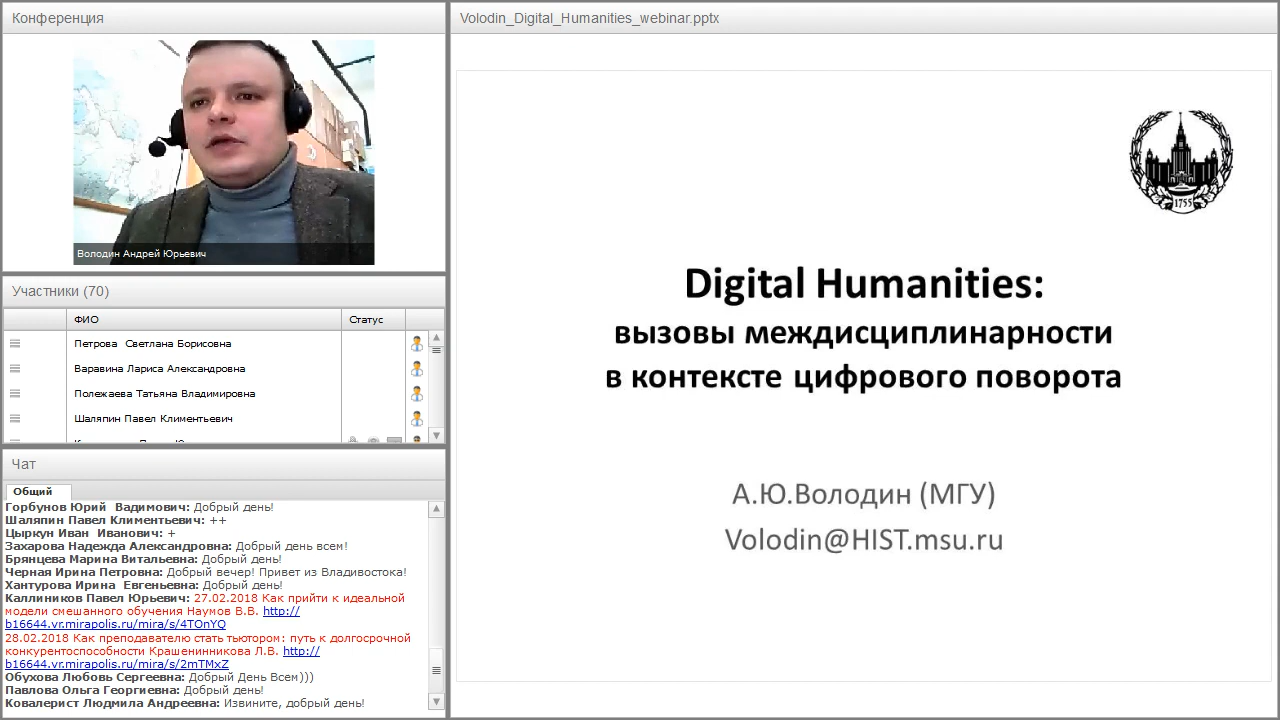 Конференция
Володин Андрей Юрьевич
Участники (70)
ФИО Статус
Петрова Светлана Борисовна
Варавина Лариса Александровна
Полежаева Татьяна Владимировна
Шаляпин Павел Климентьевич
Чат
Общий
Горбунов Юрий Вадимович: Добрый день!
Шаляпин Павел Климентьевич: ++
Цыркун Иван Иванович: +
Захарова Надежда Александровна: Добрый день всем!
Брянцева Марина Витальевна: Добрый день!
Черная Ирина Петровна: Добрый вечер! Привет из Владивостока!
Хантурова Ирина Евгеньевна: Добрый день!
Каллиников Павел Юрьевич: 27.02.2018 Как прийти к идеальной
модели смешанного обучения Наумов В.В. http://
b16644.vr.mirapolis.ru/mira/s/4TOnYQ
28.02.2018 Как преподавателю стать тьютором: путь к долгосрочной
конкурентоспособности Крашенинникова Л.В. http://
b16644.vr.mirapolis.ru/mira/s/2mTMxZ
Обухова Любовь Сергеевна: Добрый День Всем)))
Павлова Ольга Георгиевна: Добрый день!
Ковалерист Людмила Андреевна: Извините, добрый день!
Volodin_Digital_Humanities_webinar.pptx
1755
Digital Humanities:
вызовы междисциплинарности
в контексте цифрового поворота
А.Ю.Володин (МГУ)
Volodin@HIST.msu.ru